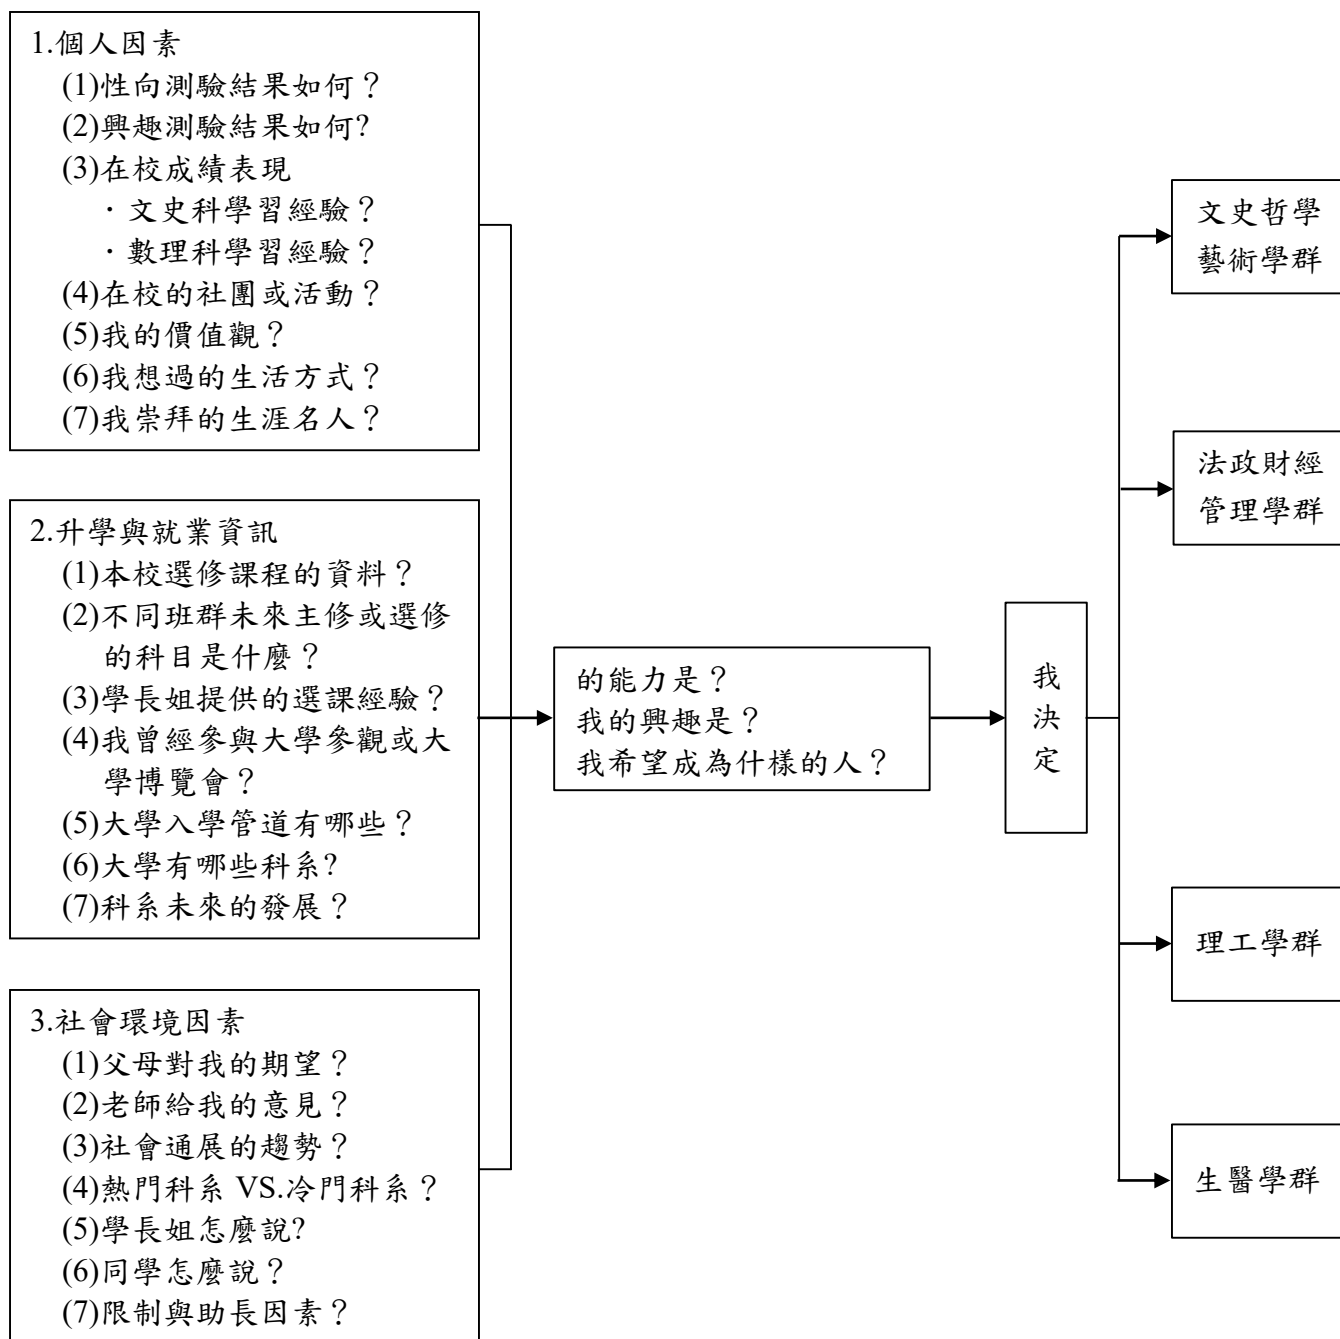 1.個人因素
(1)性向測驗結果如何？
(2)興趣測驗結果如何?
(3)在校成績表現
．文史科學習經驗？
．數理科學習經驗？
(4)在校的社團或活動？
(5)我的價值觀？
(6)我想過的生活方式？
(7)我崇拜的生涯名人？
2.升學與就業資訊
(1)本校選修課程的資料？
(2)不同班群未來主修或選修
的科目是什麼？
(3)學長姐提供的選課經驗？
(4)我曾經參與大學參觀或大
學博覽會？
(5)大學入學管道有哪些？
(6)大學有哪些科系?
(7)科系未來的發展？
3.社會環境因素
(1)父母對我的期望？
(2)老師給我的意見？
(3)社會通展的趨勢？
(4)熱門科系 VS.冷門科系？
(5)學長姐怎麼說?
(6)同學怎麼說？
(7)限制與助長因素？
的能力是？
我的興趣是？
我希望成為什樣的人？
我
決
定
文史哲學
藝術學群
法政財經
管理學群
理工學群
生醫學群